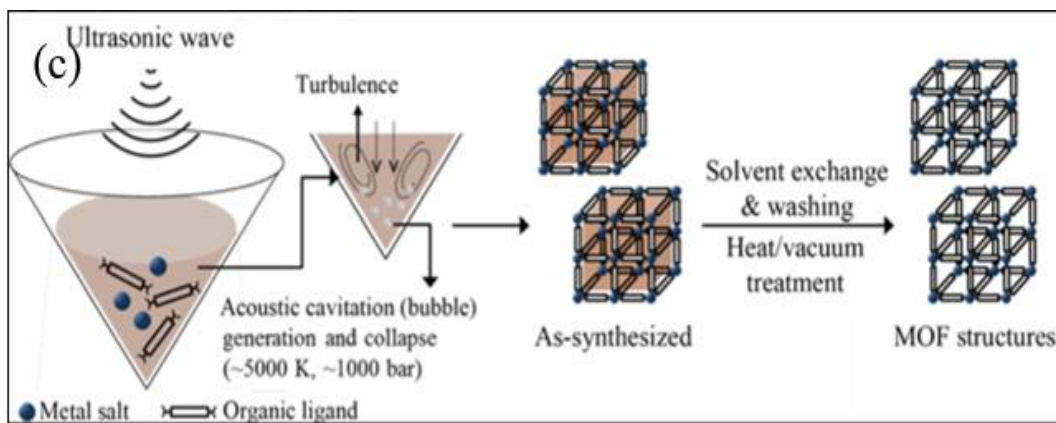 (c)
Ultrasonic wave
Turbulence
Acoustic cavitation (bubble)
generation and collapse
(~5000 K, ~1000 bar)
As-synthesized
Solvent exchange
& washing
Heat/vacuum
treatment
MOF structures
Metal salt
Organic ligand